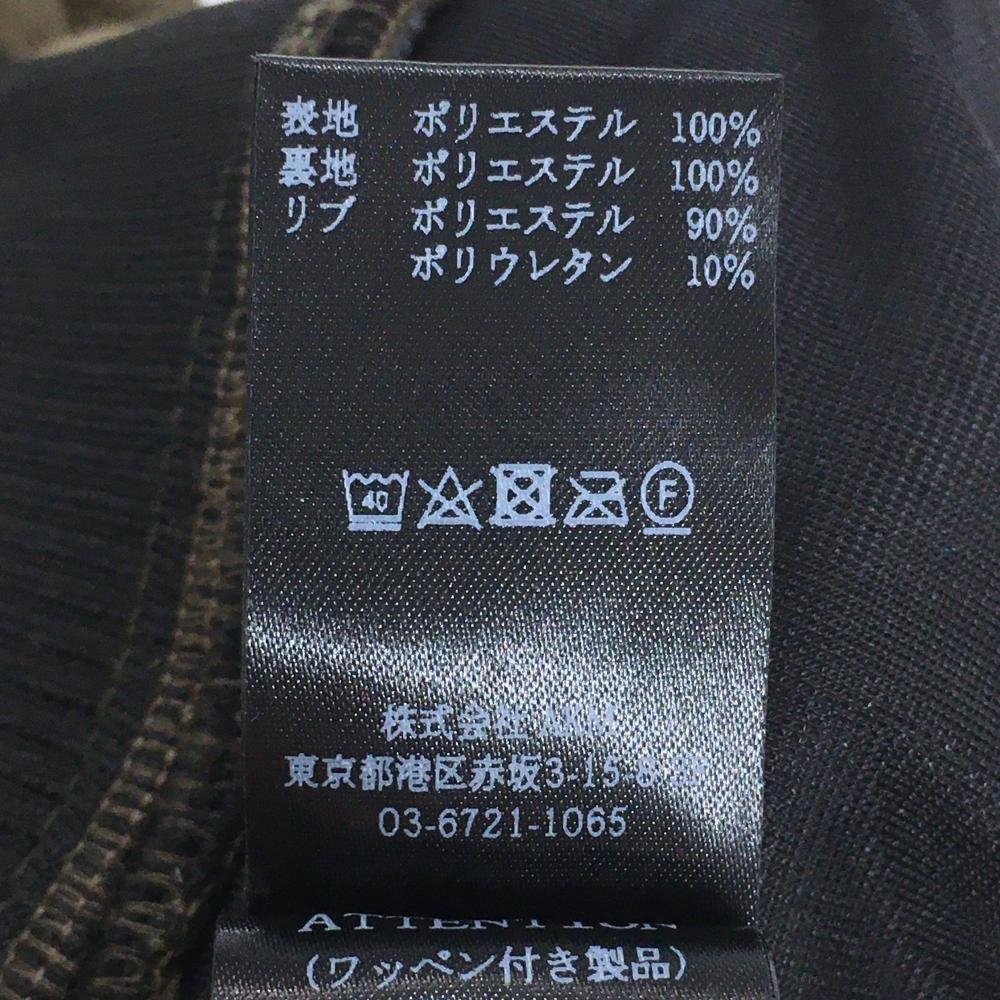 表地 ポリエステル 100%
裏地 ポリエステル 100%
リブ ポリエステル 90%
ポリウレタン 10%
40
F
株式会社
東京都港区赤坂3-15-8
03-6721-1065
ATTENTION
(ワッペン付き製品)